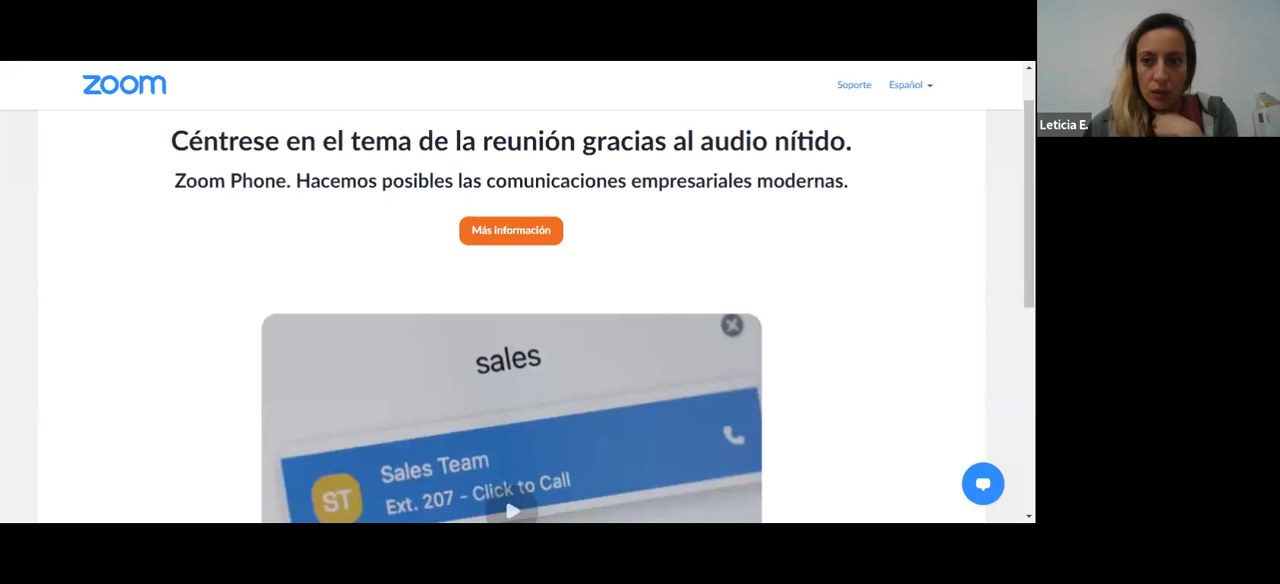 zoom
Soporte Español
Céntrese en el tema de la reunión gracias al audio nítido.
Zoom Phone. Hacemos posibles las comunicaciones empresariales modernas.
Más información
sales
Sales Team
ST
Ext. 207 - Click to Call
Leticia E.